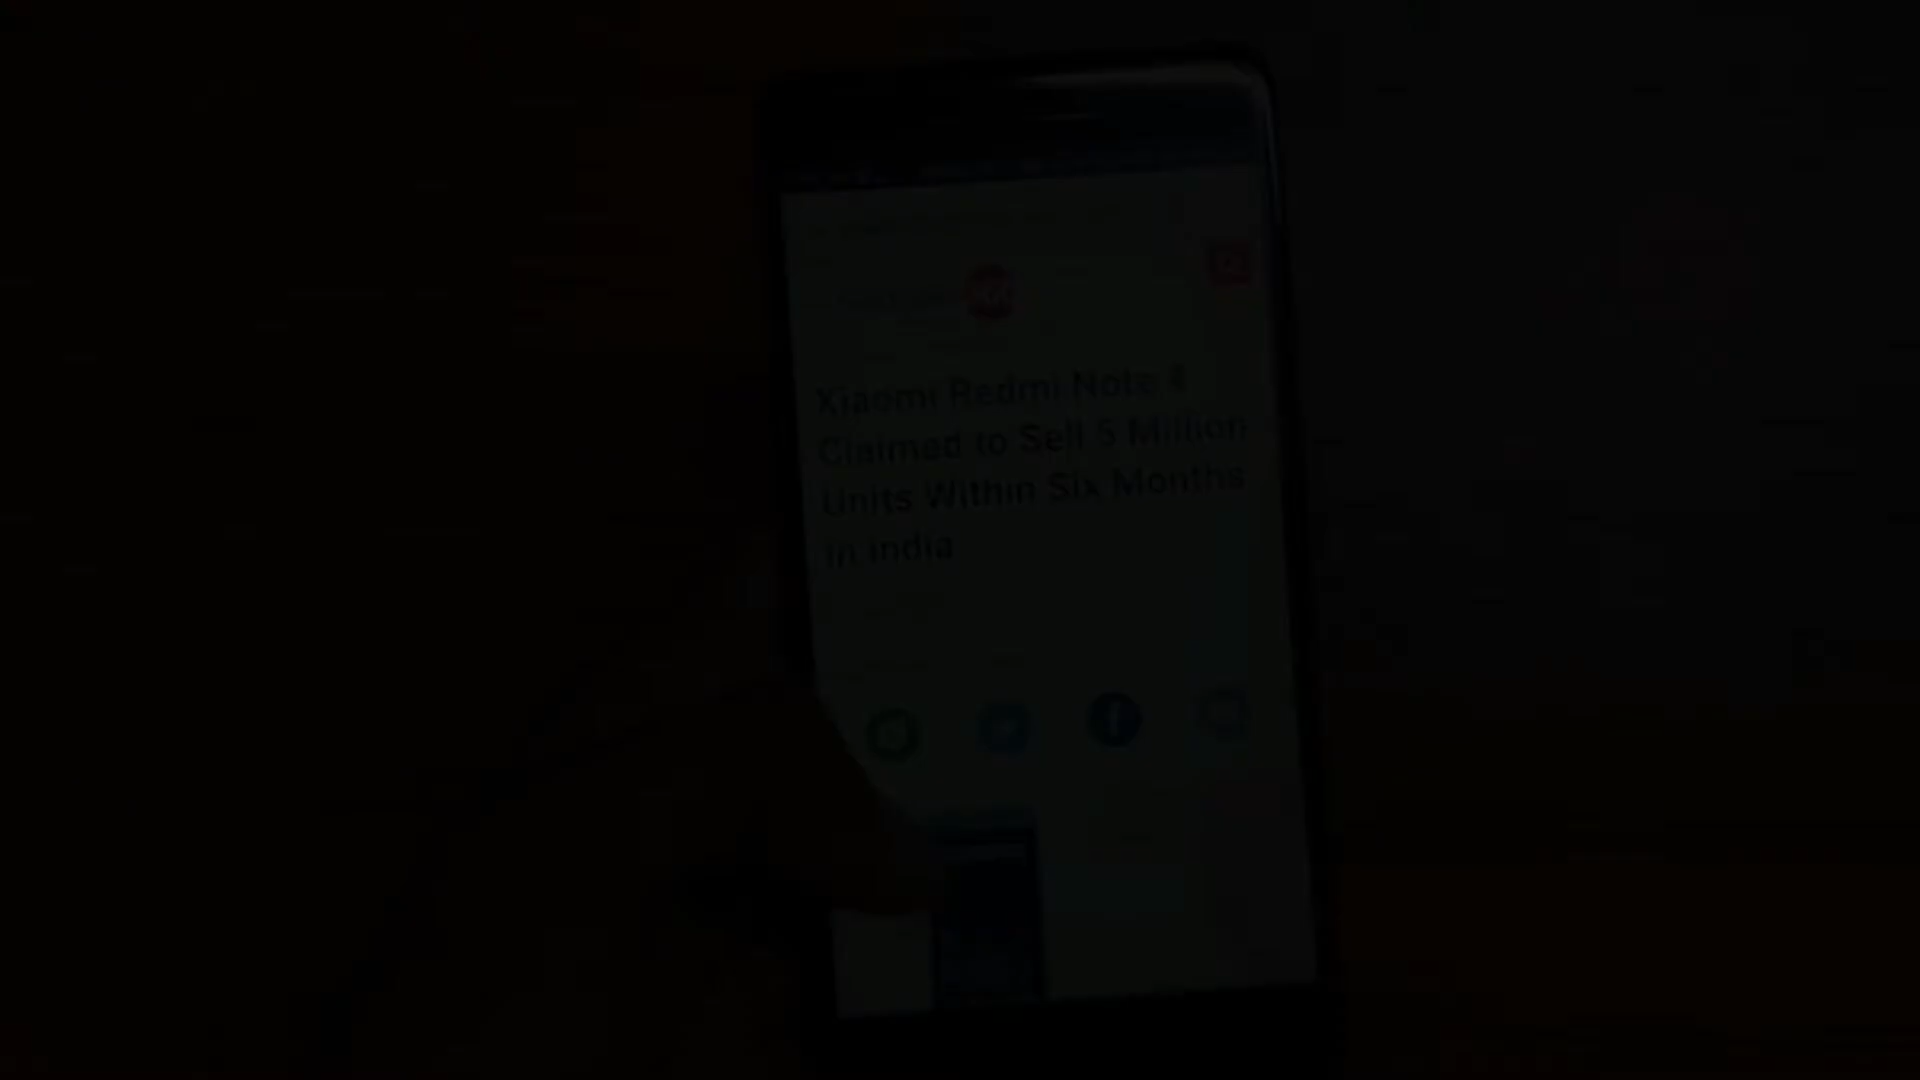 Xiaomi Redmi Note 4
Claimed to Sell 5 Million
Units Within Six Months
in India